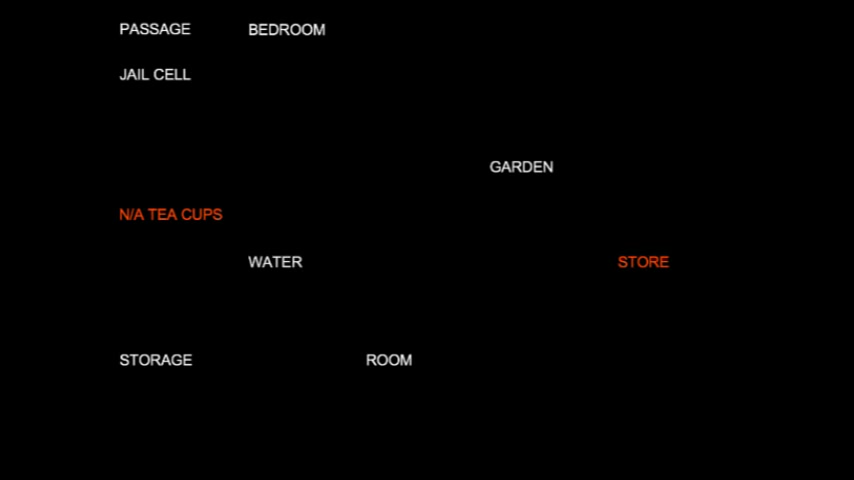 PASSAGE BEDROOM
JAIL CELL
GARDEN
N/A TEA CUPS
WATER STORE
STORAGE ROOM